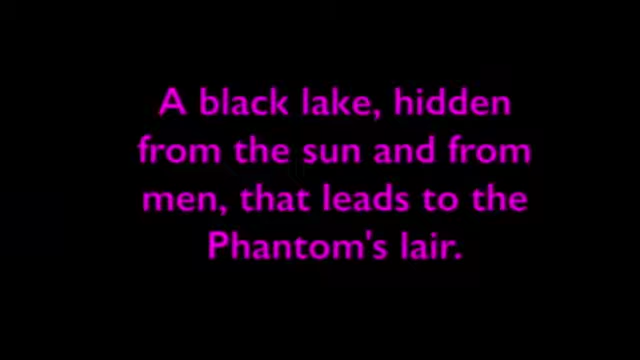 A black lake, hidden
from the sun and from
men, that leads to the
Phantom's lair.